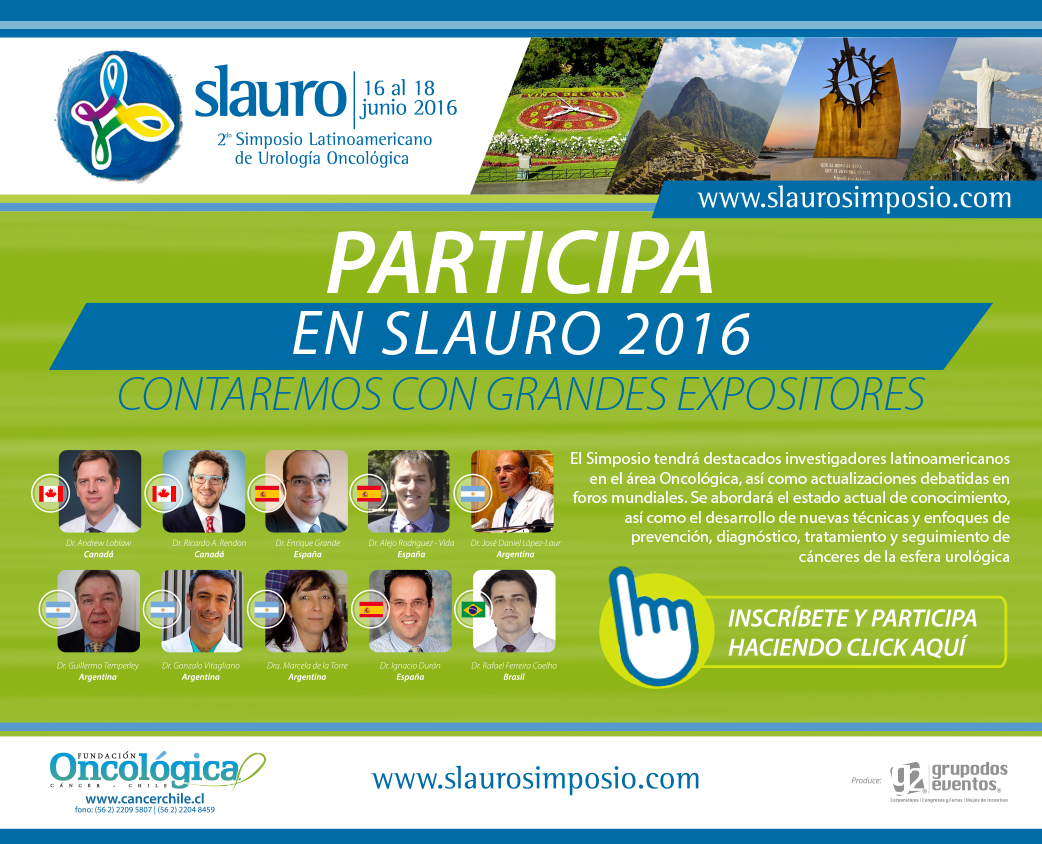 slauro
16 al 18
junio 2016
2do Simposio Latinoamericano
de Urología Oncológica
VIÑA DEL MAR
www.slaurosimposio.com
PARTICIPA
EN SLAURO 2016
CONTAREMOS CON GRANDES EXPOSITORES
Dr. Andrew Loblaw
Canadá
Dr. Ricardo A. Rendon
Canadá
Dr. Enrique Grande
España
Dr. Alejo Rodriguez - Vida
España
Dr. José Daniel López-Laur
Argentina
Dr. Guillermo Temperley
Argentina
Dr. Gonzalo Vitagliano
Argentina
Dra. Marcela de la Torre
Argentina
Dr. Ignacio Durán
España
Dr. Rafael Ferreira Coelho
Brasil
El Simposio tendrá destacados investigadores latinoamericanos
en el área Oncológica, así como actualizaciones debatidas en
foros mundiales. Se abordará el estado actual de conocimiento,
así como el desarrollo de nuevas técnicas y enfoques de
prevención, diagnóstico, tratamiento y seguimiento de
cánceres de la esfera urológica
INSCRÍBETE Y PARTICIPA
HACIENDO CLICK AQUÍ
FUNDACIÓN
Oncológica
CÁNCER - CHILE
www.cancerchile.cl
fono: (56 2) 2209 5807 | (56 2) 2204 8459
www.slaurosimposio.com
Produce:
g2
grupodos
eventos®
Corporativos | Congresos y Ferias | Viajes de Incentivo